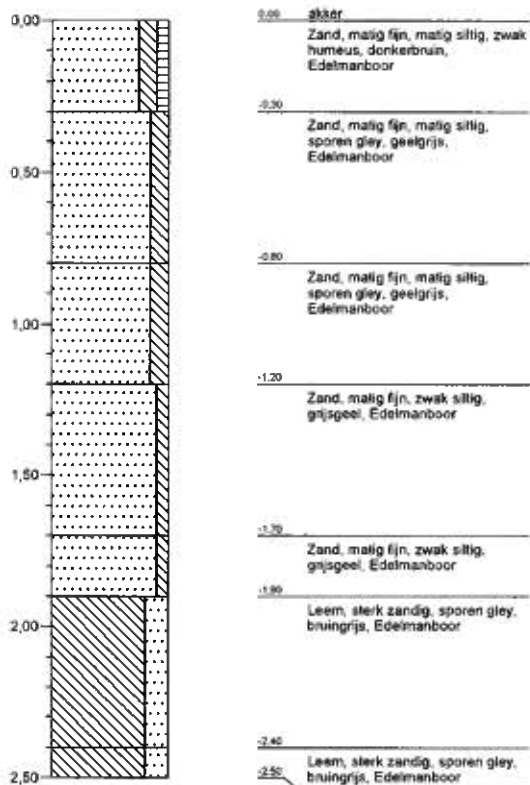 0,00
0,50
1,00
1,50
2,00
2,50
0,00 akker
Zand, matig fijn, matig siltig, zwak
humeus, donkerbruin,
Edelmanboor
-0,30
Zand, matig fijn, matig siltig,
sporen gley, geelgrijs,
Edelmanboor
-0,80
Zand, matig fijn, matig siltig,
sporen gley, geelgrijs,
Edelmanboor
-1,20
Zand, matig fijn, zwak siltig,
grijsgeel, Edelmanboor
-1,70
Zand, matig fijn, zwak siltig,
grijsgeel, Edelmanboor
-1,90
Leem, sterk zandig, sporen gley,
bruingrijs, Edelmanboor
-2,40
Leem, sterk zandig, sporen gley,
bruingrijs, Edelmanboor
-2,50